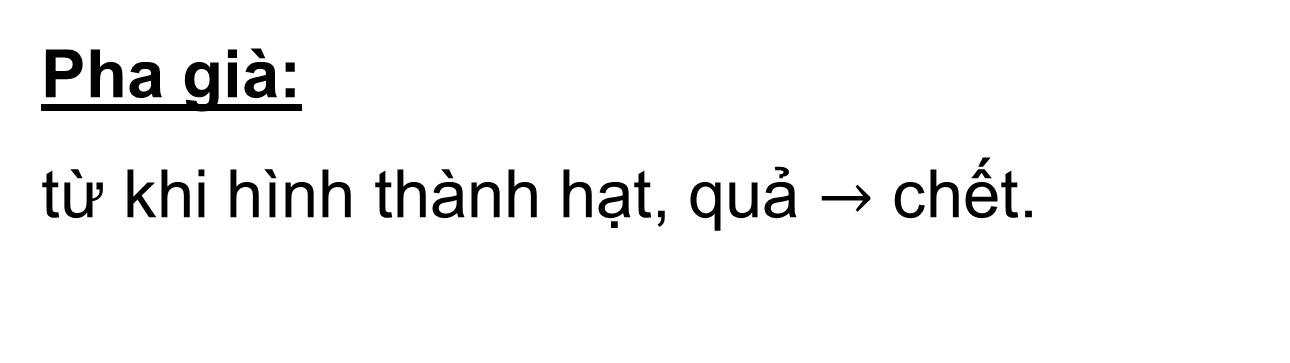 Pha già:
từ khi hình thành hạt, quả → chết.